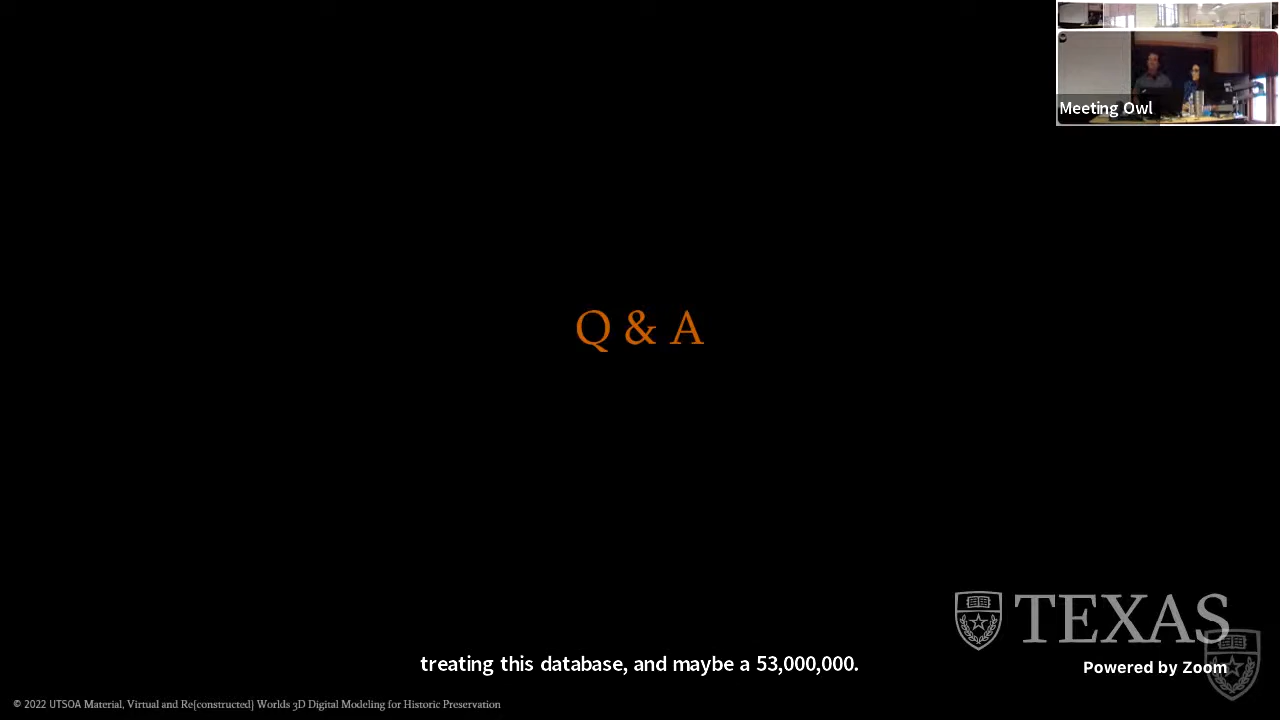 Meeting Owl
Q & A
TEXAS
treating this database, and maybe a 53,000,000.
Powered by Zoom
© 2022 UTSOA Material, Virtual and Re[constructed] Worlds 3D Digital Modeling for Historic Preservation